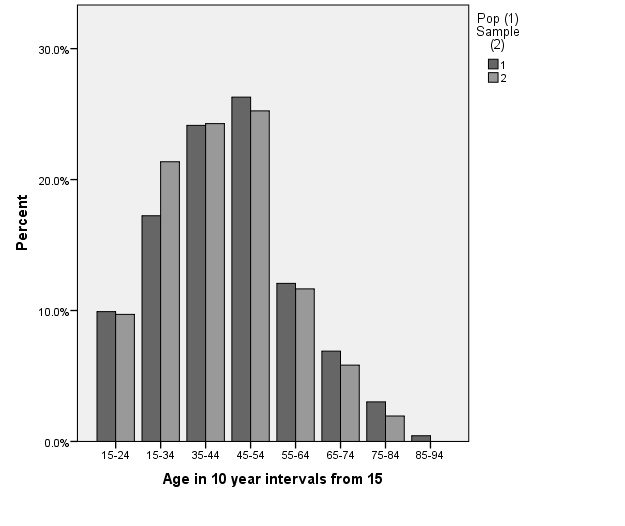 Pop (1)
Sample
(2)
1
2
30.0%
20.0%
10.0%
0.0%
Percent
15-24 15-34 35-44 45-54 55-64 65-74 75-84 85-94
Age in 10 year intervals from 15